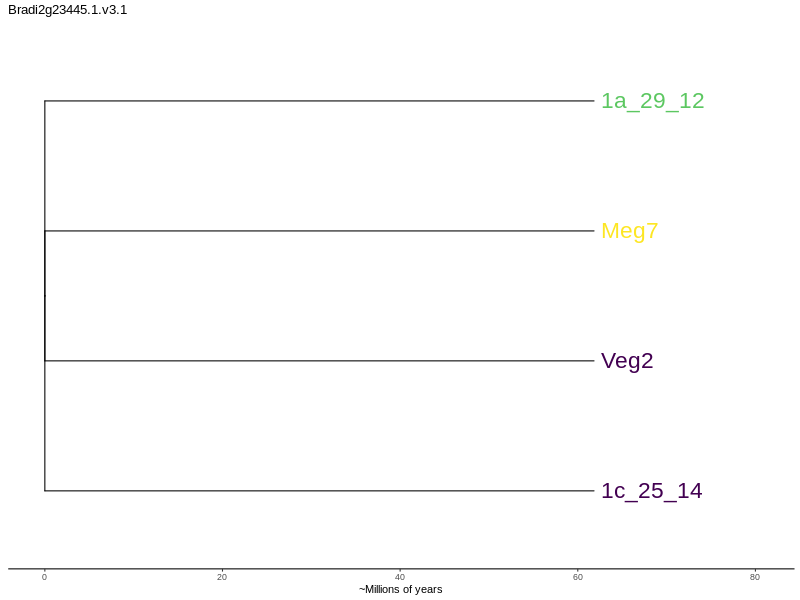 Bradi2g23445.1.v3.1
1a_29_12
Meg7
Veg2
1c_25_14
0 20 40 60 80
~Millions of years